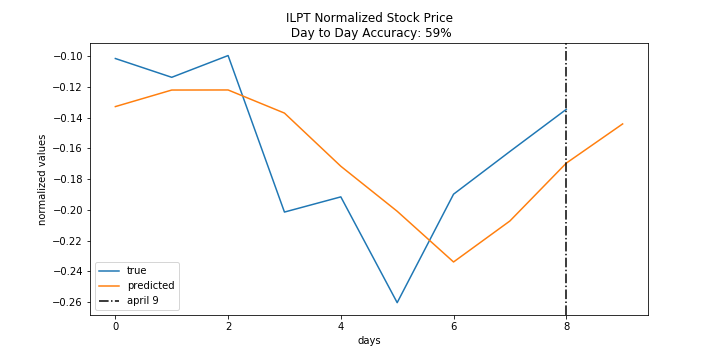 ILPT Normalized Stock Price
Day to Day Accuracy: 59%
normalized values
−0.10
−0.12
−0.14
−0.16
−0.18
−0.20
−0.22
−0.24
−0.26
true
predicted
april 9
0
2
4
6
8
days